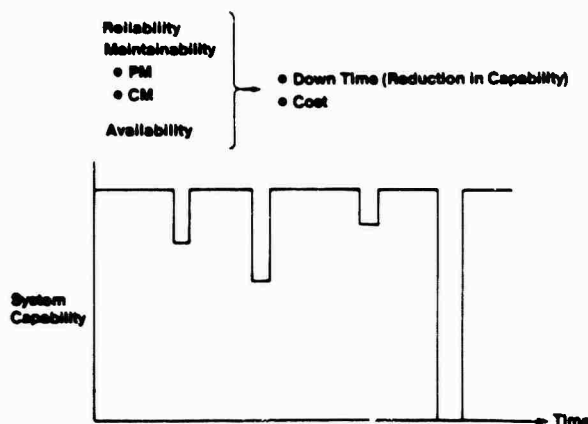 Reliability
Maintainability
• PM
• CM
Availability
• Down Time (Reduction in Capability)
• Cost
System
Capability
Time